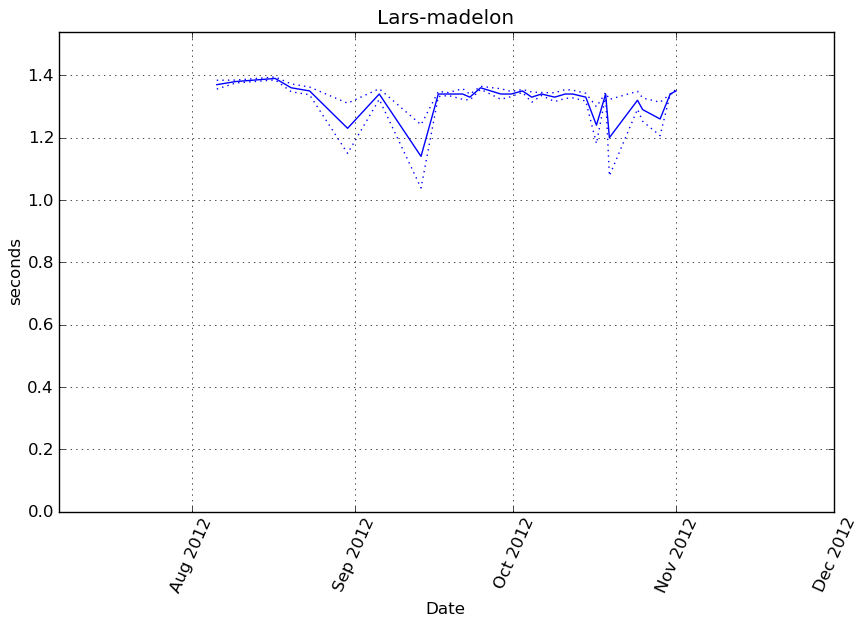 Lars-madelon
1.4
1.2
1.0
0.8
0.6
0.4
0.2
0.0
seconds
Aug 2012
Sep 2012
Oct 2012
Nov 2012
Dec 2012
Date